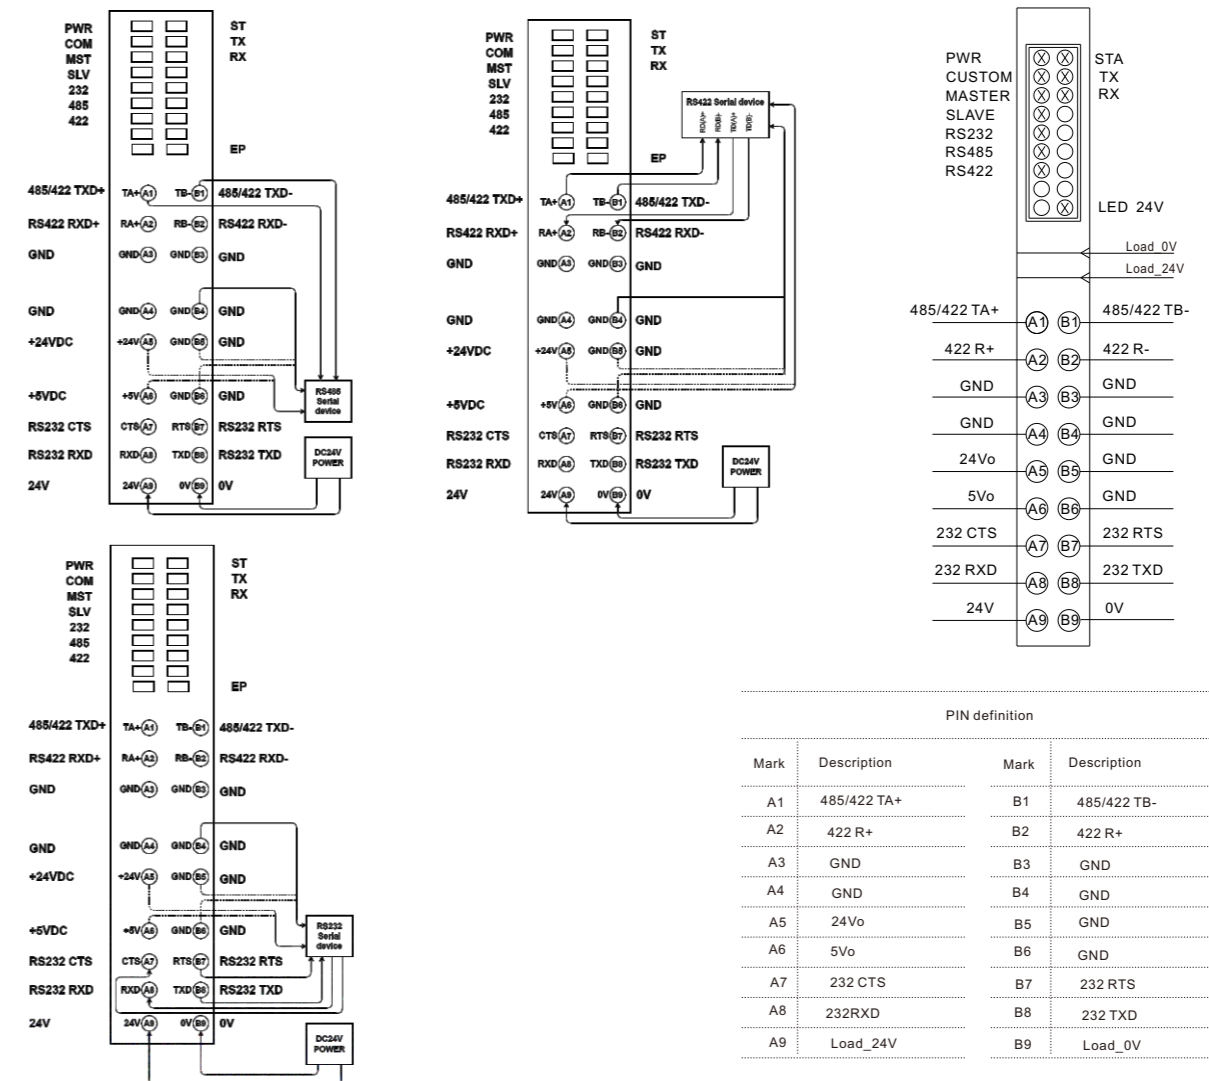 PWR ST
COM TX
MST RX
SLV
232
485
422
EP
485/422 TXD+ TA+ A1 TB- B1 485/422 TXD-
RS422 RXD+ RA+ A2 RB- B2 RS422 RXD-
GND GND A3 GND B3 GND
GND GND A4 GND B4 GND
+24VDC +24V A5 GND B5 GND
+5VDC +5V A6 GND B6 GND
RS232 CTS CTS A7 RTS B7 RS232 RTS
RS232 RXD RXD A8 TXD B8 RS232 TXD
24V 24V A9 0V B9 0V
RS485
Serial
device
DC24V
POWER
PWR ST
COM TX
MST RX
SLV
232
485
422
EP
RS422 Serial device
RD(A)+ RD(B)- TD(A)+ TD(B)-
485/422 TXD+ TA+ A1 TB- B1 485/422 TXD-
RS422 RXD+ RA+ A2 RB- B2 RS422 RXD-
GND GND A3 GND B3 GND
GND GND A4 GND B4 GND
+24VDC +24V A5 GND B5 GND
+5VDC +5V A6 GND B6 GND
RS232 CTS CTS A7 RTS B7 RS232 RTS
RS232 RXD RXD A8 TXD B8 RS232 TXD
24V 24V A9 0V B9 0V
DC24V
POWER
PWR STA
CUSTOM TX
MASTER RX
SLAVE
RS232
RS485
RS422
LED 24V
Load_0V
Load_24V
485/422 TA+ A1 B1 485/422 TB-
422 R+ A2 B2 422 R-
GND A3 B3 GND
GND A4 B4 GND
24Vo A5 B5 GND
5Vo A6 B6 GND
232 CTS A7 B7 232 RTS
232 RXD A8 B8 232 TXD
24V A9 B9 0V
PWR ST
COM TX
MST RX
SLV
232
485
422
EP
485/422 TXD+ TA+ A1 TB- B1 485/422 TXD-
RS422 RXD+ RA+ A2 RB- B2 RS422 RXD-
GND GND A3 GND B3 GND
GND GND A4 GND B4 GND
+24VDC +24V A5 GND B5 GND
+5VDC +5V A6 GND B6 GND
RS232 CTS CTS A7 RTS B7 RS232 RTS
RS232 RXD RXD A8 TXD B8 RS232 TXD
24V 24V A9 0V B9 0V
RS232
Serial
device
DC24V
POWER
PIN definition
Mark Description Mark Description
A1 485/422 TA+ B1 485/422 TB-
A2 422 R+ B2 422 R+
A3 GND B3 GND
A4 GND B4 GND
A5 24Vo B5 GND
A6 5Vo B6 GND
A7 232 CTS B7 232 RTS
A8 232RXD B8 232 TXD
A9 Load_24V B9 Load_0V